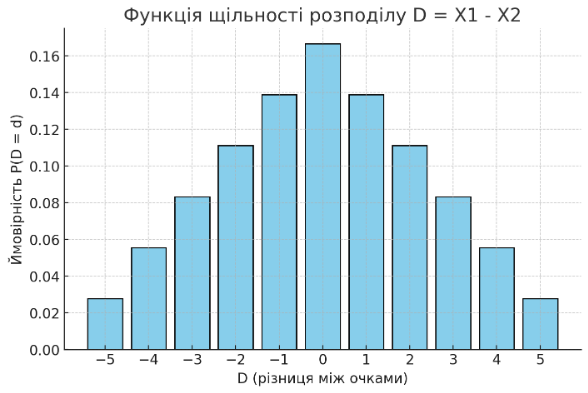 Функція щільності розподілу D = X1 - X2
Ймовірність P(D = d)
0.16
0.14
0.12
0.10
0.08
0.06
0.04
0.02
0.00
−5 −4 −3 −2 −1 0 1 2 3 4 5
D (різниця між очками)